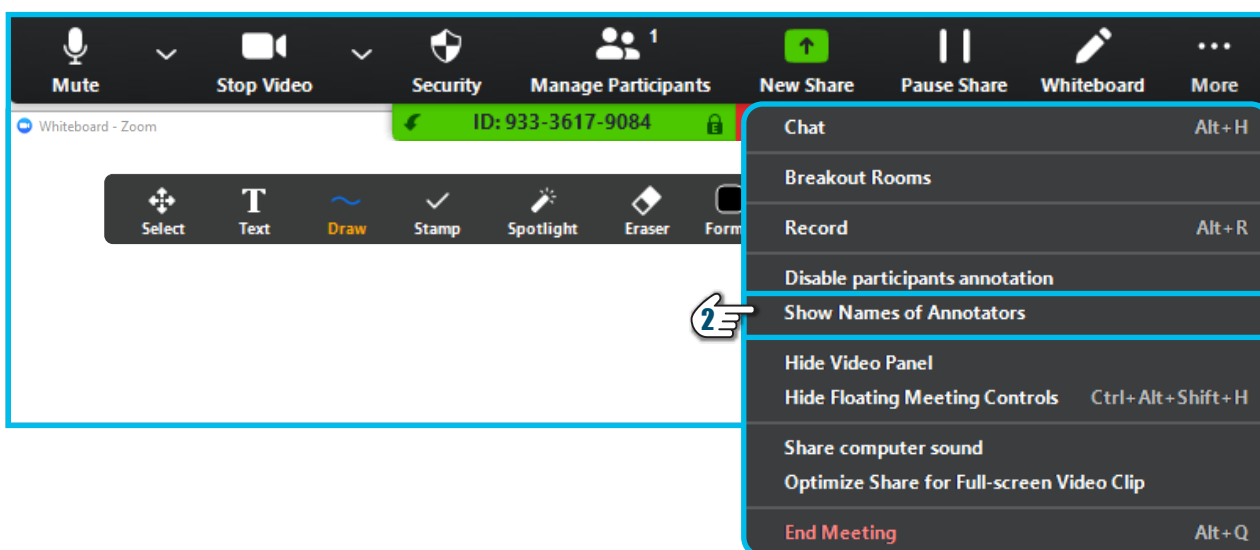 1
Mute Stop Video Security Manage Participants New Share Pause Share Whiteboard More
Whiteboard - Zoom
ID: 933-3617-9084
E
Select Text Draw Stamp Spotlight Eraser Form
Chat Alt+H
Breakout Rooms
Record Alt+R
Disable participants annotation
2
Show Names of Annotators
Hide Video Panel
Hide Floating Meeting Controls Ctrl+Alt+Shift+H
Share computer sound
Optimize Share for Full-screen Video Clip
End Meeting Alt+Q